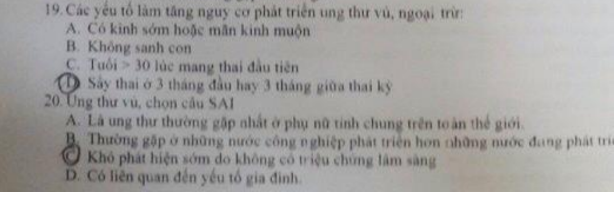 19. Các yếu tố làm tăng nguy cơ phát triển ung thư vú, ngoại trừ:
A. Có kinh sớm hoặc mãn kinh muộn
B. Không sanh con
C. Tuổi > 30 lúc mang thai đầu tiên
D. Sẩy thai ở 3 tháng đầu hay 3 tháng giữa thai kỳ
20. Ung thư vú, chọn câu SAI
A. Là ung thư thường gặp nhất ở phụ nữ tính chung trên toàn thế giới.
B. Thường gặp ở những nước công nghiệp phát triển hơn những nước đang phát
C. Khó phát hiện sớm do không có triệu chứng lâm sàng
D. Có liên quan đến yếu tố gia đình.